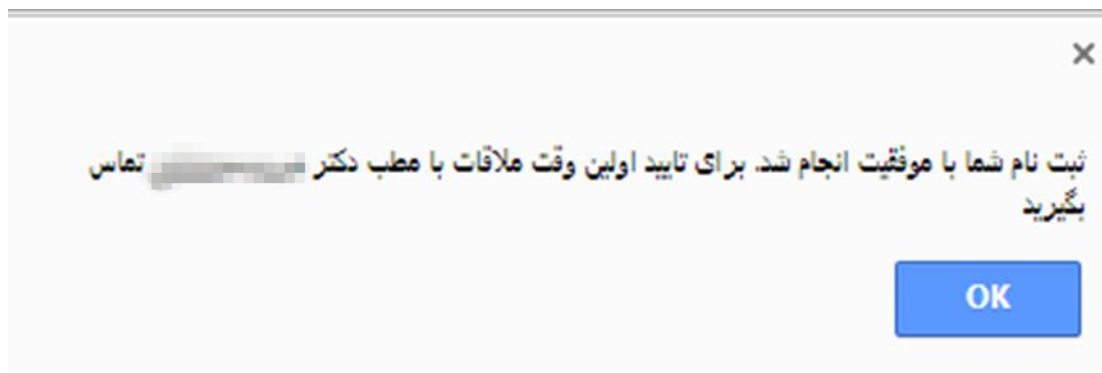 ثبت نام شما با موفقیت انجام شد. برای تایید اولین وقت ملاقات با مطب دکتر تماس
بگیرید
OK